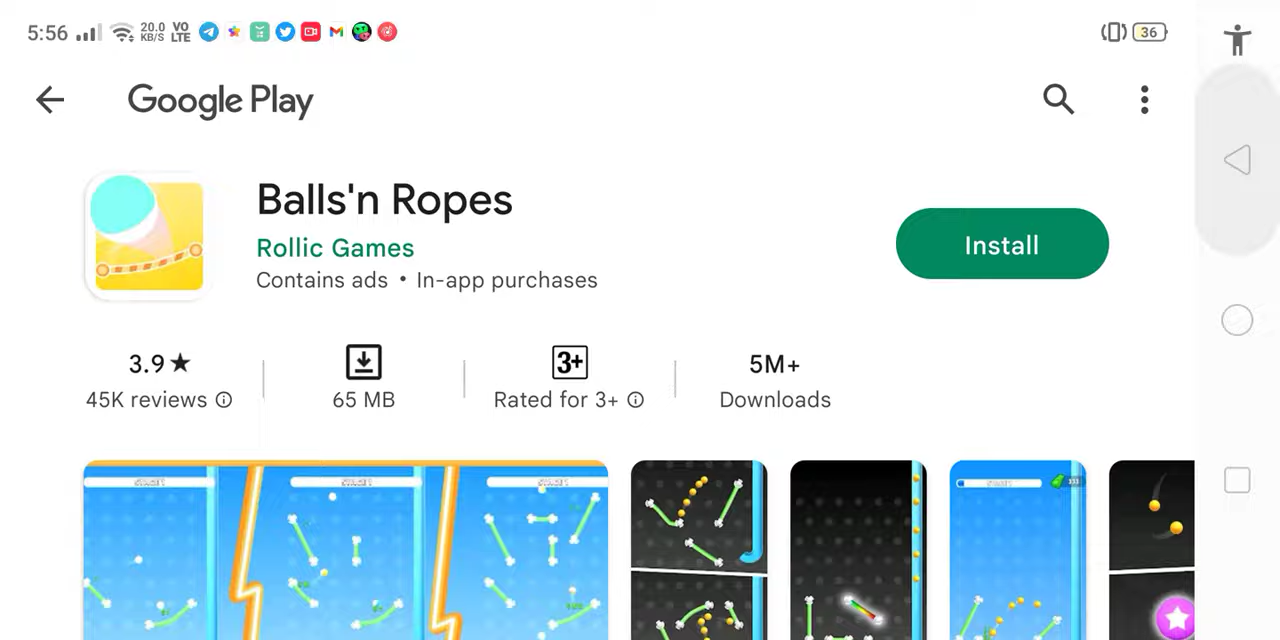 5:56 20.0 KB/S VO LTE 36
Google Play
Balls'n Ropes
Rollic Games
Contains ads • In-app purchases
Install
3.9★
45K reviews
65 MB
3+
Rated for 3+
5M+
Downloads